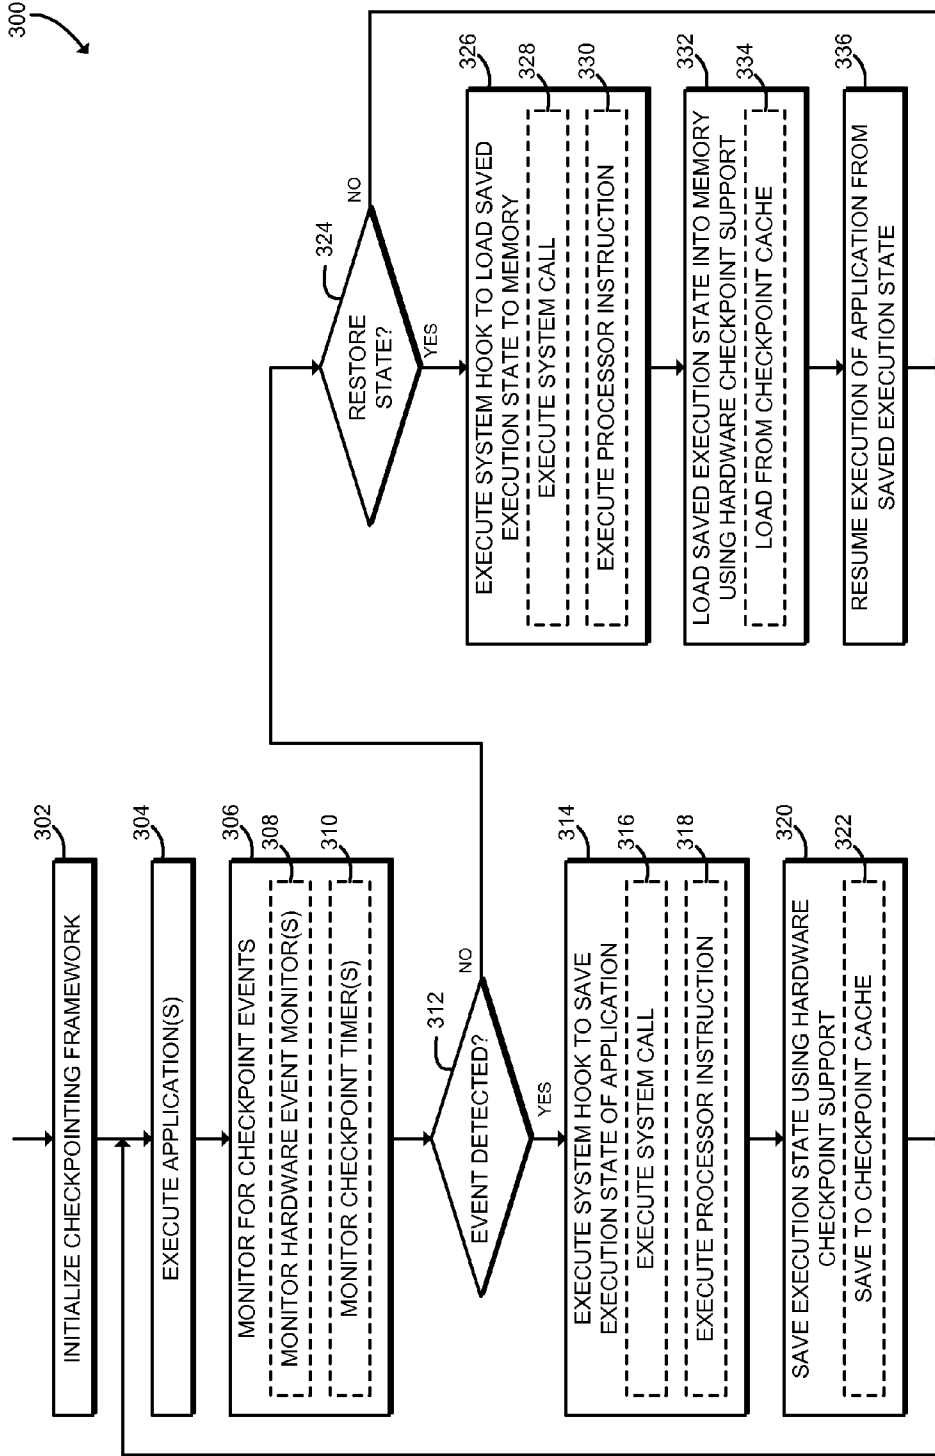 300
302
INITIALIZE CHECKPOINTING FRAMEWORK
304
EXECUTE APPLICATION(S)
306
MONITOR FOR CHECKPOINT EVENTS
308
MONITOR HARDWARE EVENT MONITOR(S)
310
MONITOR CHECKPOINT TIMER(S)
312
EVENT DETECTED?
NO
YES
314
EXECUTE SYSTEM HOOK TO SAVE
EXECUTION STATE OF APPLICATION
316
EXECUTE SYSTEM CALL
318
EXECUTE PROCESSOR INSTRUCTION
320
SAVE EXECUTION STATE USING HARDWARE
CHECKPOINT SUPPORT
322
SAVE TO CHECKPOINT CACHE
324
RESTORE
STATE?
NO
YES
326
EXECUTE SYSTEM HOOK TO LOAD SAVED
EXECUTION STATE TO MEMORY
328
EXECUTE SYSTEM CALL
330
EXECUTE PROCESSOR INSTRUCTION
332
LOAD SAVED EXECUTION STATE INTO MEMORY
USING HARDWARE CHECKPOINT SUPPORT
334
LOAD FROM CHECKPOINT CACHE
336
RESUME EXECUTION OF APPLICATION FROM
SAVED EXECUTION STATE